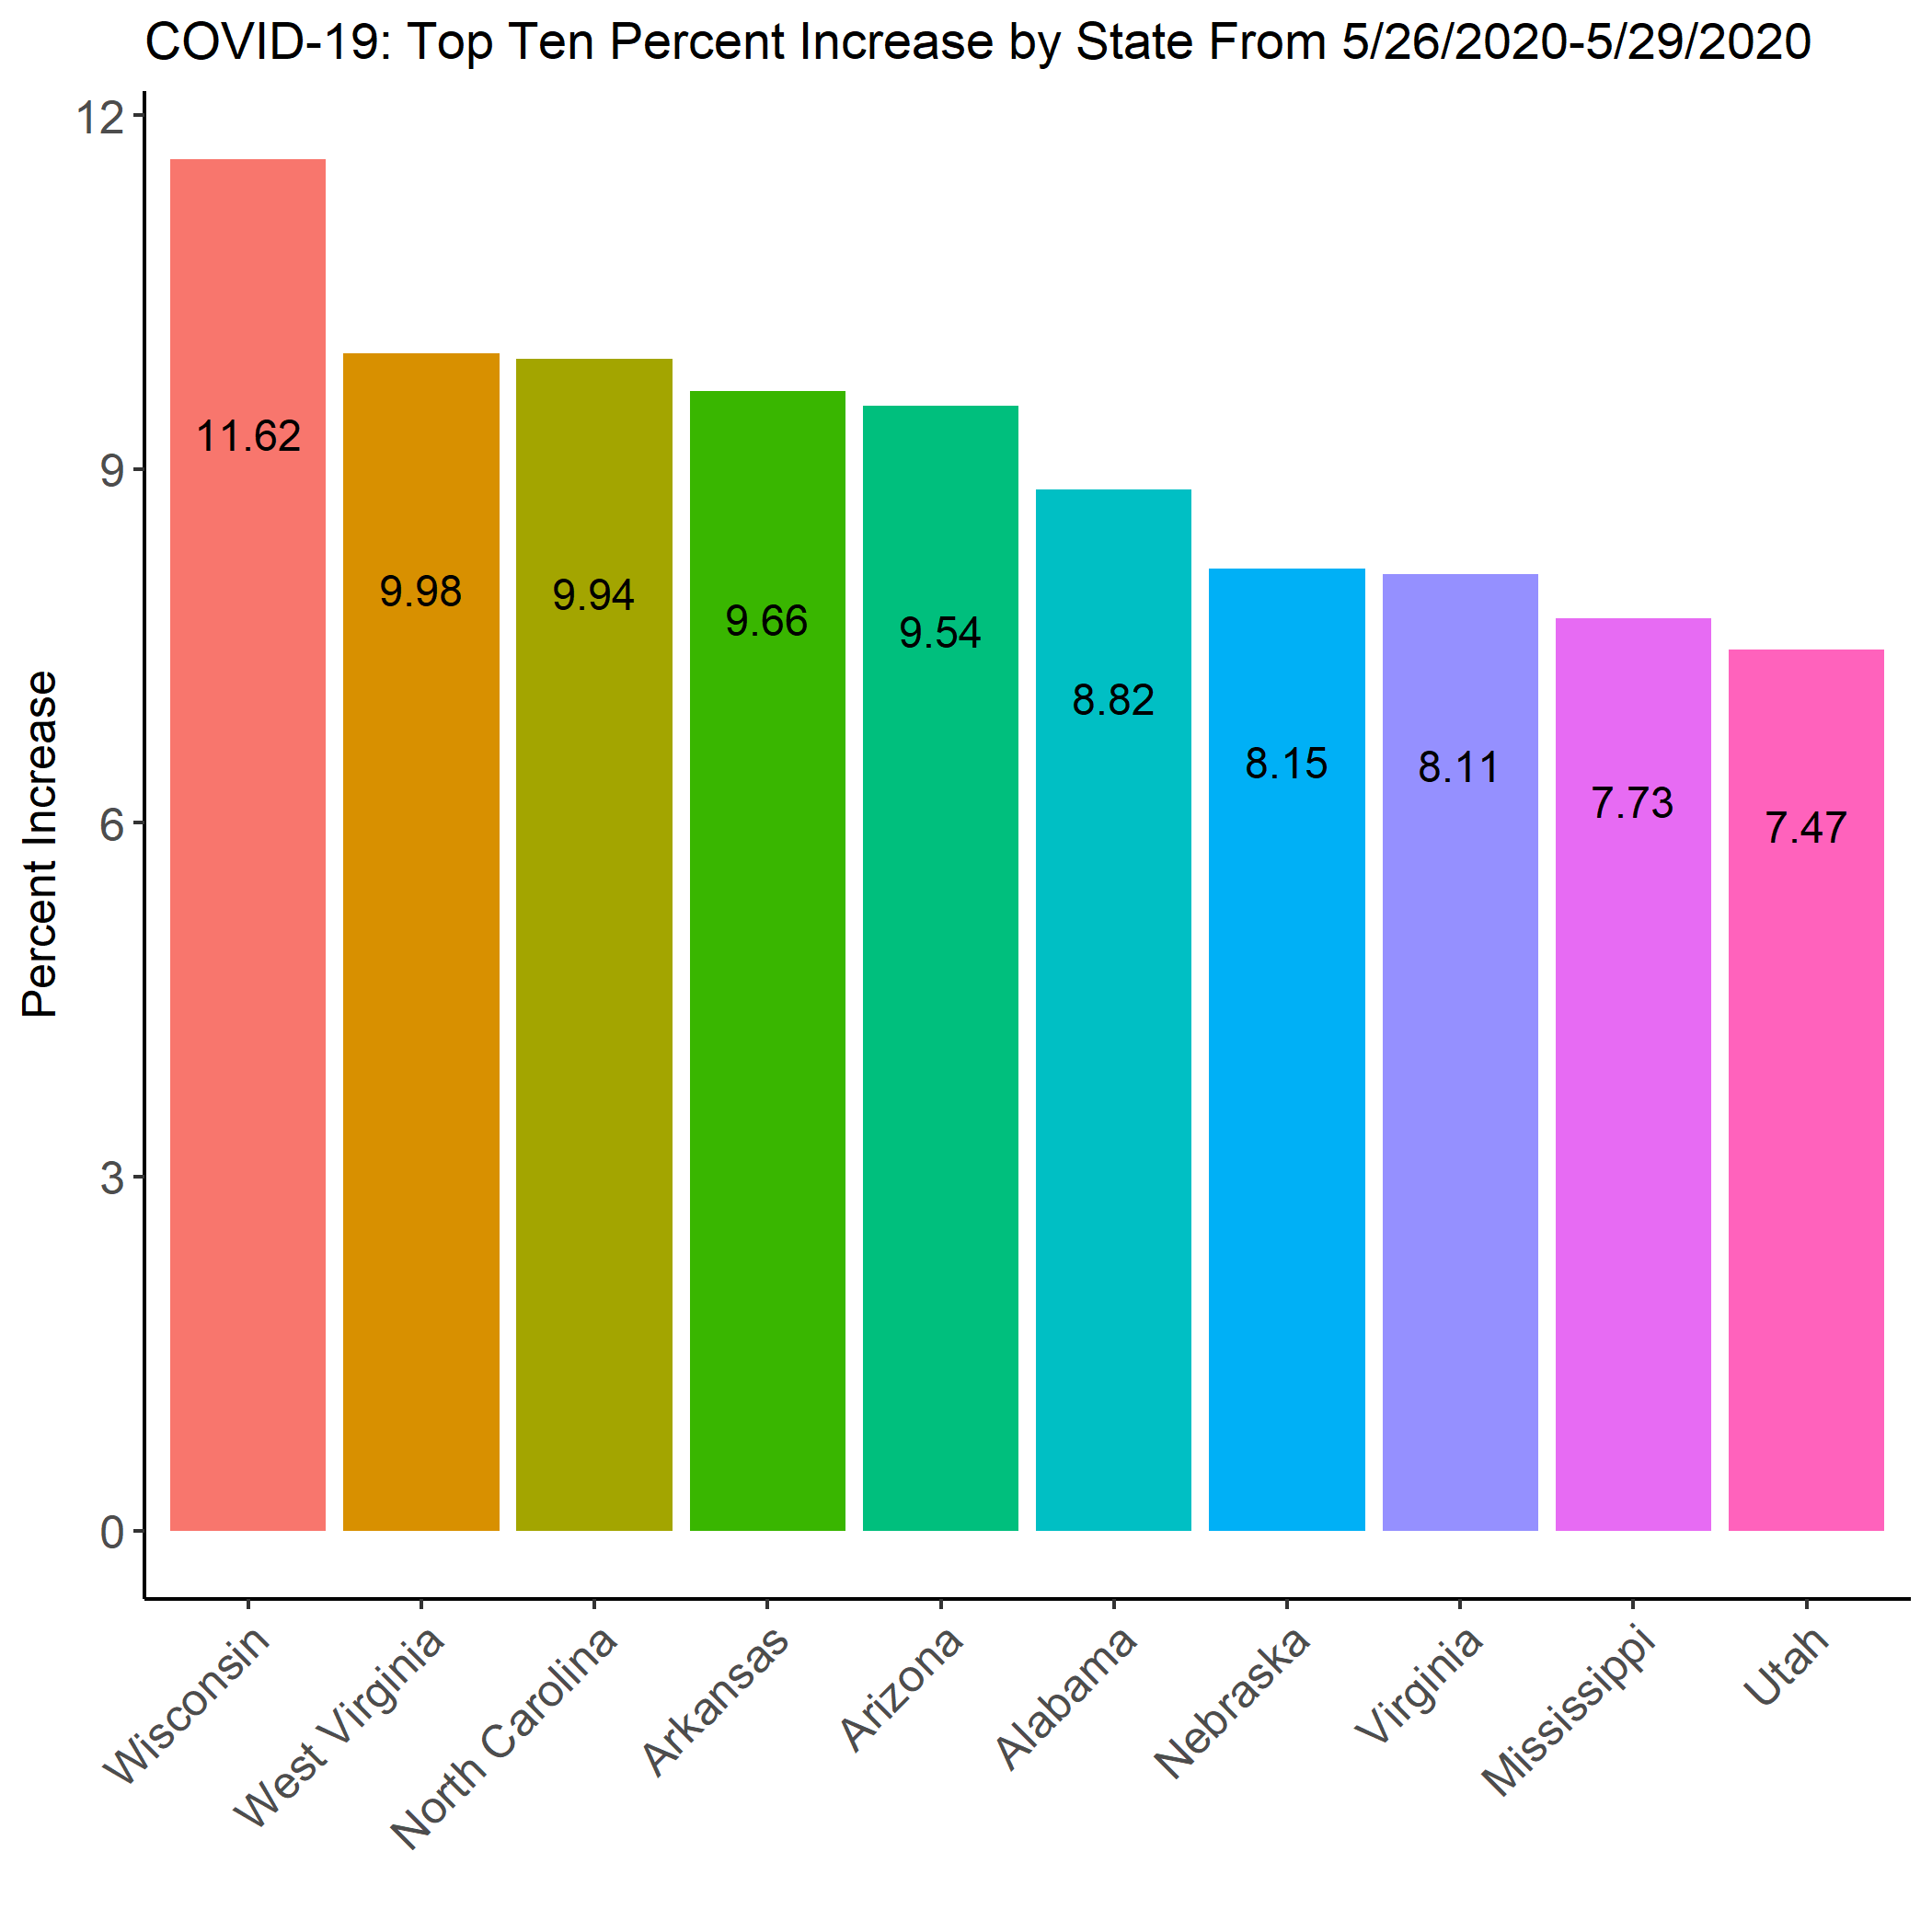 COVID-19: Top Ten Percent Increase by State From 5/26/2020-5/29/2020
Percent Increase
12
9
6
3
0
11.62
9.98
9.94
9.66
9.54
8.82
8.15
8.11
7.73
7.47
Wisconsin
West Virginia
North Carolina
Arkansas
Arizona
Alabama
Nebraska
Virginia
Mississippi
Utah